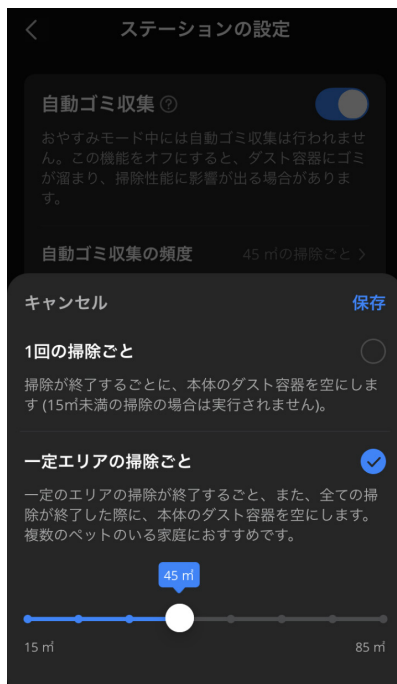 ステーションの設定
自動ゴミ収集
おやすみモード中には自動ゴミ収集は行われませ
ん。この機能をオフにすると、ダスト容器にゴミ
が溜まり、掃除性能に影響が出る場合がありま
す。
自動ゴミ収集の頻度 45㎡の掃除ごと
キャンセル 保存
1回の掃除ごと
掃除が終了するごとに、本体のダスト容器を空にしま
す (15㎡未満の掃除の場合は実行されません)。
一定エリアの掃除ごと
一定のエリアの掃除が終了するごと、また、全ての掃
除が終了した際に、本体のダスト容器を空にします。
複数のペットのいる家庭におすすめです。
45 ㎡
15 ㎡ 85 ㎡